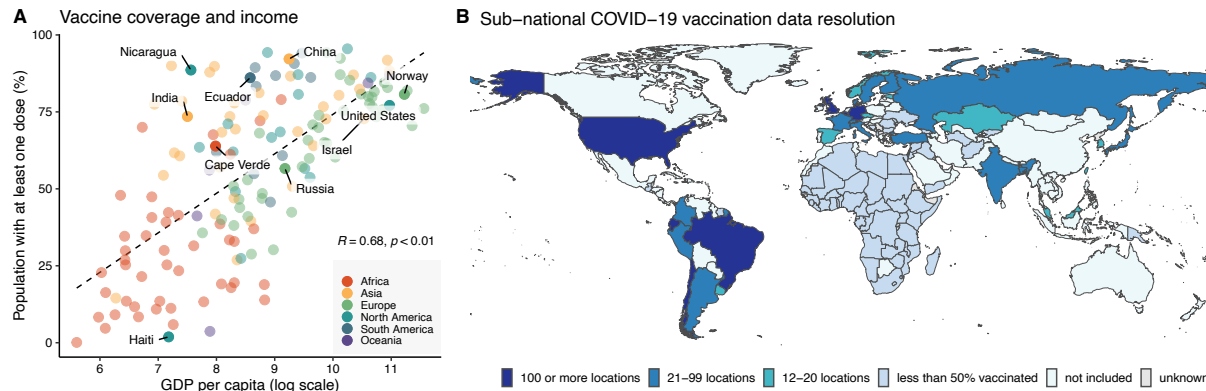 A Vaccine coverage and income
Population with at least one dose (%)
100
75
50
25
0
Nicaragua
China
Norway
India
Ecuador
United States
Israel
Cape Verde
Russia
R = 0.68, p < 0.01
Haiti
Africa
Asia
Europe
North America
South America
Oceania
6 7 8 9 10 11
GDP per capita (log scale)
B Sub−national COVID−19 vaccination data resolution
100 or more locations 21−99 locations 12−20 locations less than 50% vaccinated not included unknown